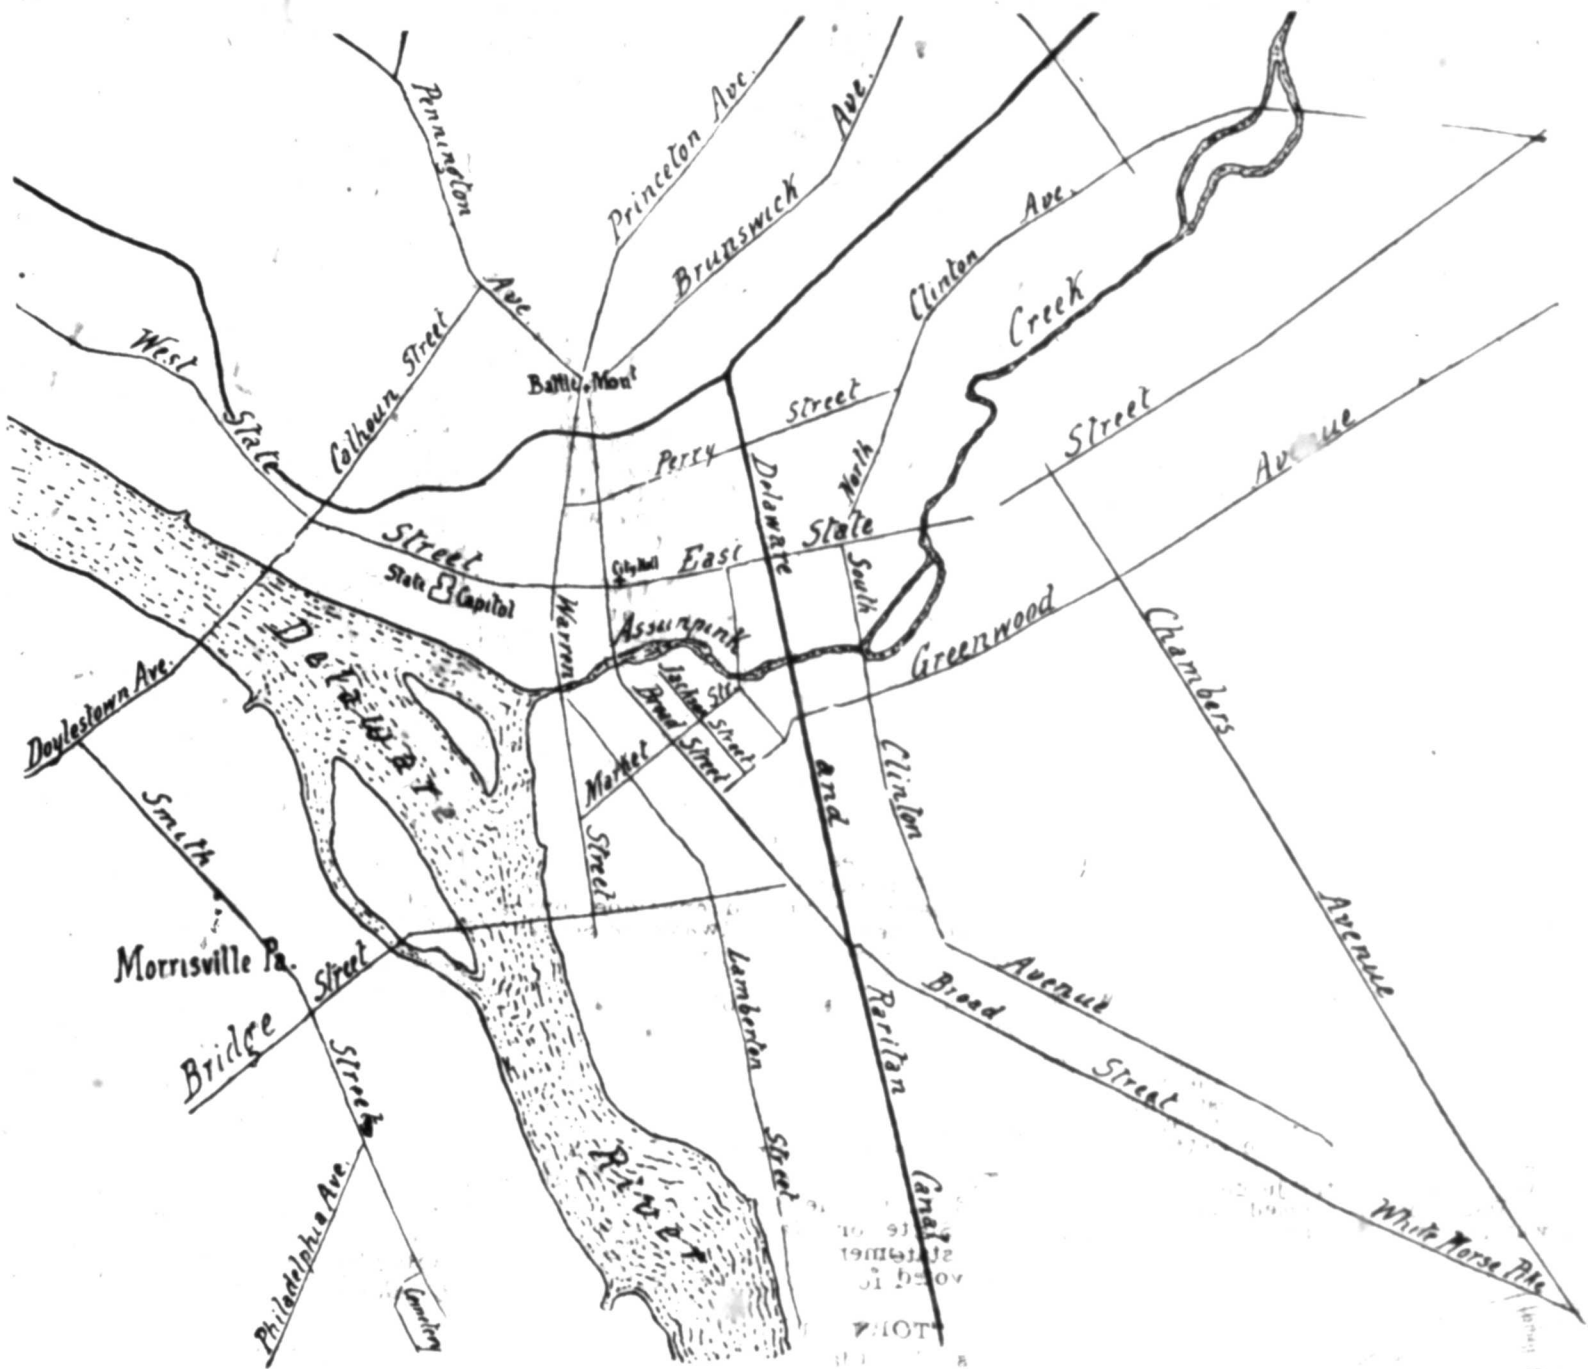 Pennington Ave.
Princeton Ave.
Brunswick Ave.
Clinton Ave.
North
Creek
West State Street
Calhoun Street
Battle Mon't
Perry Street
Street
Avenue
Delaware
East State
City Hall
State Capitol
Warren
Assunpink
South
Greenwood
Chambers
Doylestown Ave.
Delaware
Jackson Street
Str.
Broad Street
Market
Clinton
and
Smith
Street
Avenue
Morrisville Pa.
Bridge Street
Lamberton
Avenue
Broad
Raritan
Street
Street
River
Street
Canal
White Horse Pike
Philadelphia Ave.
Cemetery